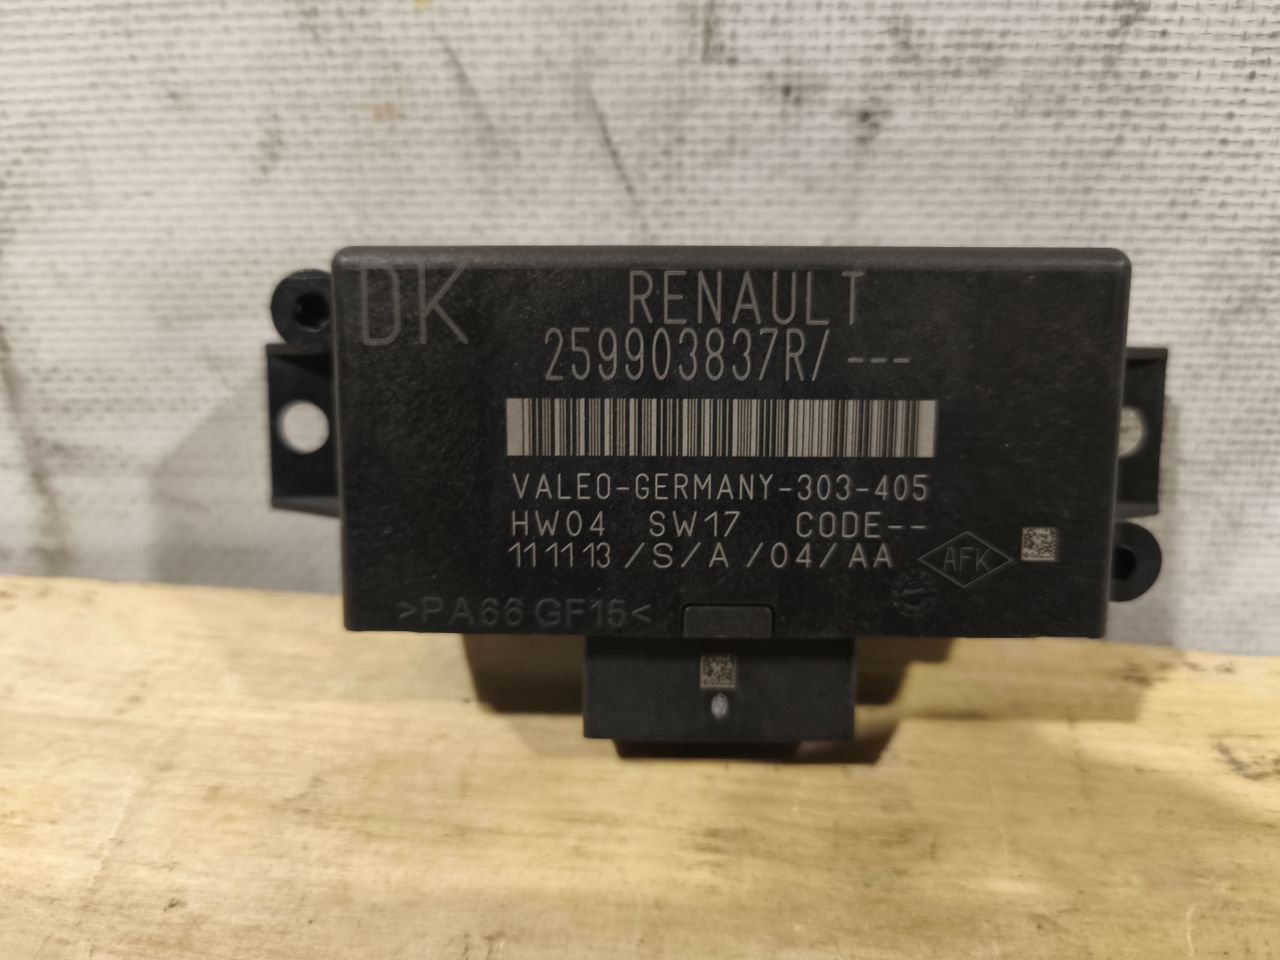 DK
RENAULT
259903837R/ ---
VALEO-GERMANY-303-405
HW04 SW17 CODE--
111113 /S/A /04/AA
AFK
>PA66 GF15<